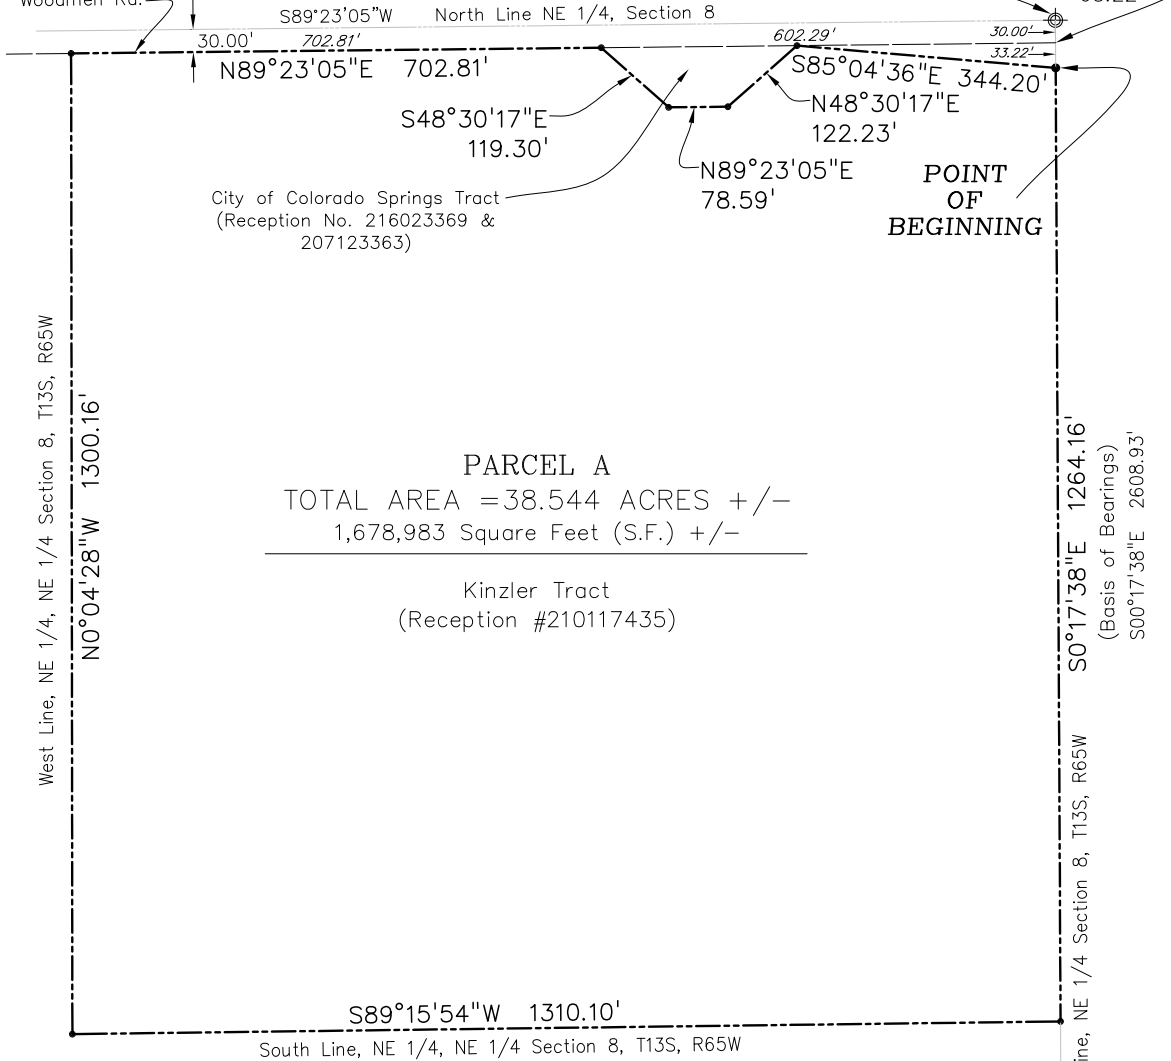 Woodmen Rd.
S89°23'05"W North Line NE 1/4, Section 8
30.00' 702.81' 602.29' 30.00'
33.22'
N89°23'05"E 702.81'
S85°04'36"E 344.20'
S48°30'17"E
119.30'
N48°30'17"E
122.23'
N89°23'05"E
78.59'
City of Colorado Springs Tract
(Reception No. 216023369 &
207123363)
POINT
OF
BEGINNING
West Line, NE 1/4, NE 1/4 Section 8, T13S, R65W
N0°04'28"W 1300.16'
PARCEL A
TOTAL AREA =38.544 ACRES +/-
1,678,983 Square Feet (S.F.) +/-
Kinzler Tract
(Reception #210117435)
S0°17'38"E 1264.16'
(Basis of Bearings)
S00°17'38"E 2608.93'
NE 1/4 Section 8, T13S, R65W
S89°15'54"W 1310.10'
South Line, NE 1/4, NE 1/4 Section 8, T13S, R65W